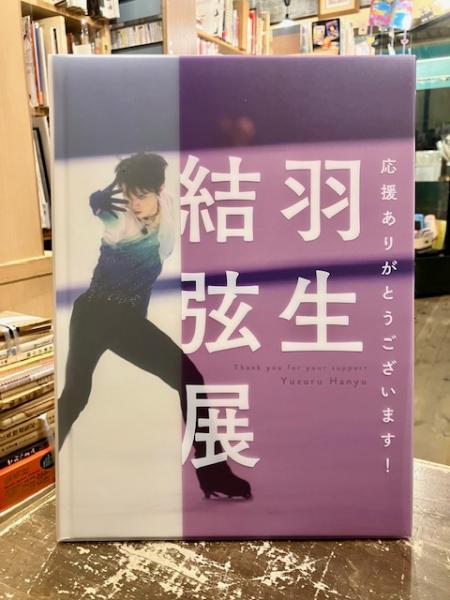 応援ありがとうございます！
羽生
結弦展
Thank you for your support
Yuzuru Hanyu